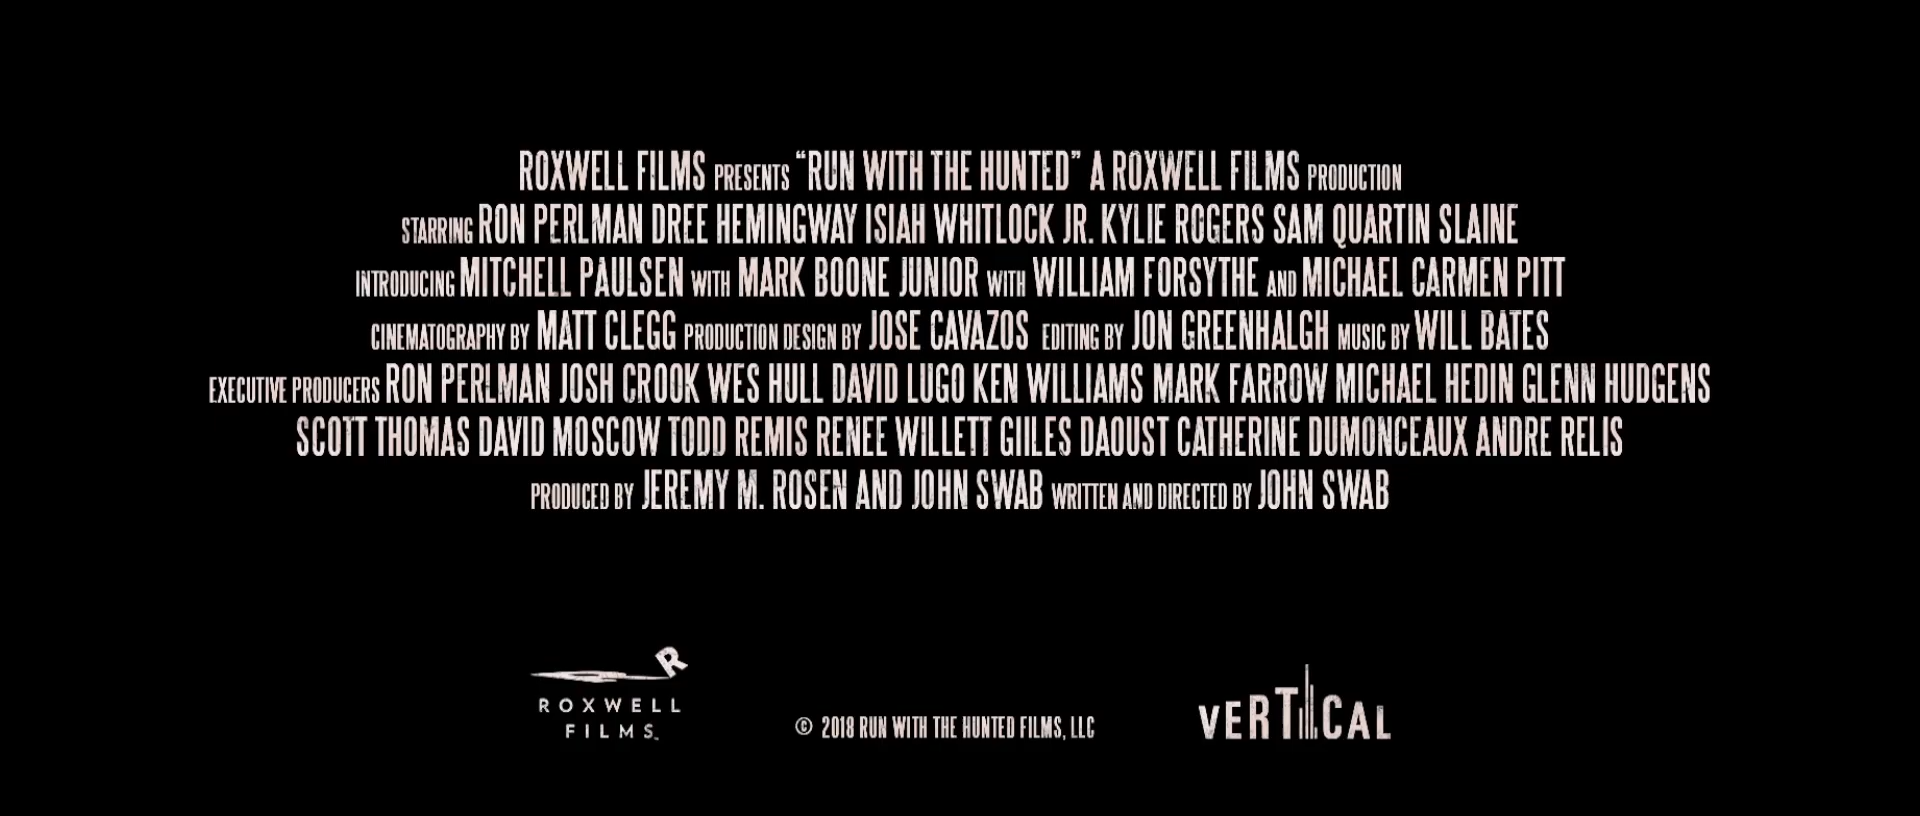 ROXWELL FILMS PRESENTS “RUN WITH THE HUNTED” A ROXWELL FILMS PRODUCTION
STARRING RON PERLMAN DREE HEMINGWAY ISIAH WHITLOCK JR. KYLIE ROGERS SAM QUARTIN SLAINE
INTRODUCING MITCHELL PAULSEN WITH MARK BOONE JUNIOR WITH WILLIAM FORSYTHE AND MICHAEL CARMEN PITT
CINEMATOGRAPHY BY MATT CLEGG PRODUCTION DESIGN BY JOSE CAVAZOS EDITING BY JON GREENHALGH MUSIC BY WILL BATES
EXECUTIVE PRODUCERS RON PERLMAN JOSH CROOK WES HULL DAVID LUGO KEN WILLIAMS MARK FARROW MICHAEL HEDIN GLENN HUDGENS
SCOTT THOMAS DAVID MOSCOW TODD REMIS RENEE WILLETT GIILES DAOUST CATHERINE DUMONCEAUX ANDRE RELIS
PRODUCED BY JEREMY M. ROSEN AND JOHN SWAB WRITTEN AND DIRECTED BY JOHN SWAB
R
ROXWELL
FILMS™
© 2018 RUN WITH THE HUNTED FILMS, LLC
VERTICAL